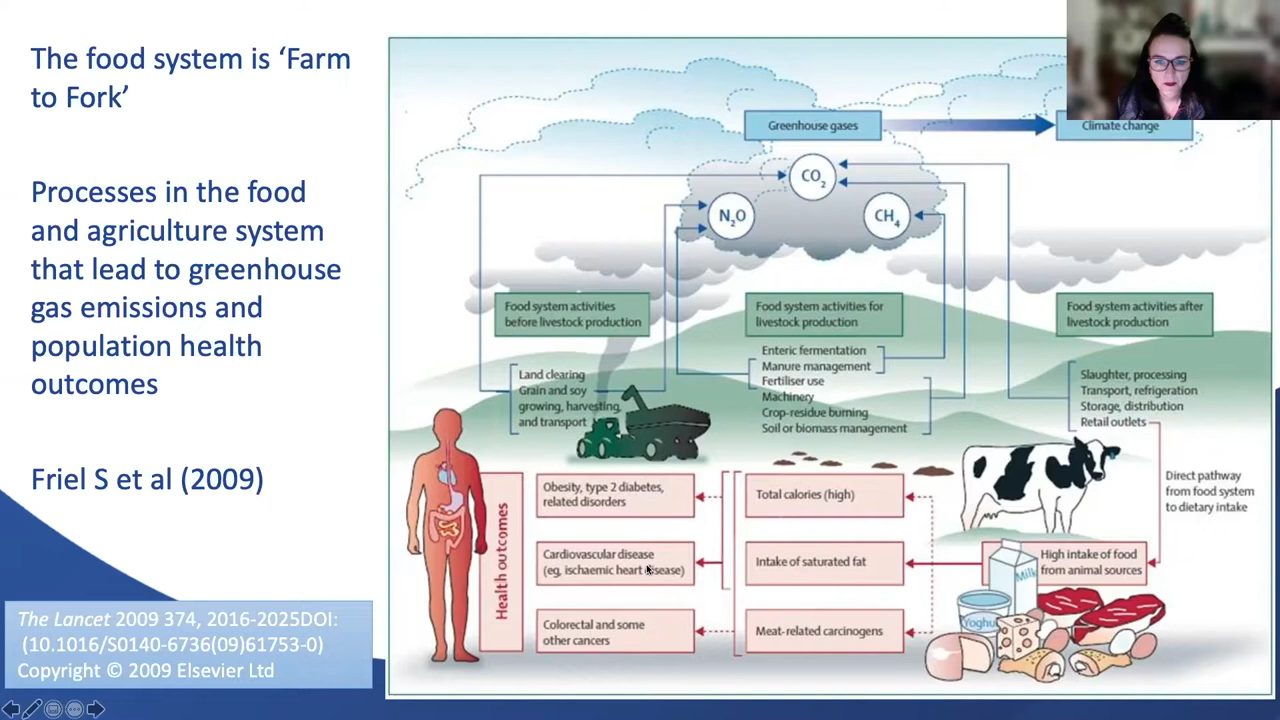 The food system is ‘Farm
to Fork’
Processes in the food
and agriculture system
that lead to greenhouse
gas emissions and
population health
outcomes
Friel S et al (2009)
The Lancet 2009 374, 2016-2025DOI:
(10.1016/S0140-6736(09)61753-0)
Copyright © 2009 Elsevier Ltd
Greenhouse gases
Climate change
CO₂
N₂O
CH₄
Food system activities
before livestock production
Food system activities for
livestock production
Food system activities after
livestock production
Land clearing
Grain and soy
growing, harvesting,
and transport
Enteric fermentation
Manure management
Fertiliser use
Machinery
Crop-residue burning
Soil or biomass management
Slaughter, processing
Transport, refrigeration
Storage, distribution
Retail outlets
Direct pathway
from food system
to dietary intake
Health outcomes
Obesity, type 2 diabetes,
related disorders
Cardiovascular disease
(eg, ischaemic heart disease)
Colorectal and some
other cancers
Total calories (high)
Intake of saturated fat
Meat-related carcinogens
High intake of food
from animal sources
Milk
Yoghu